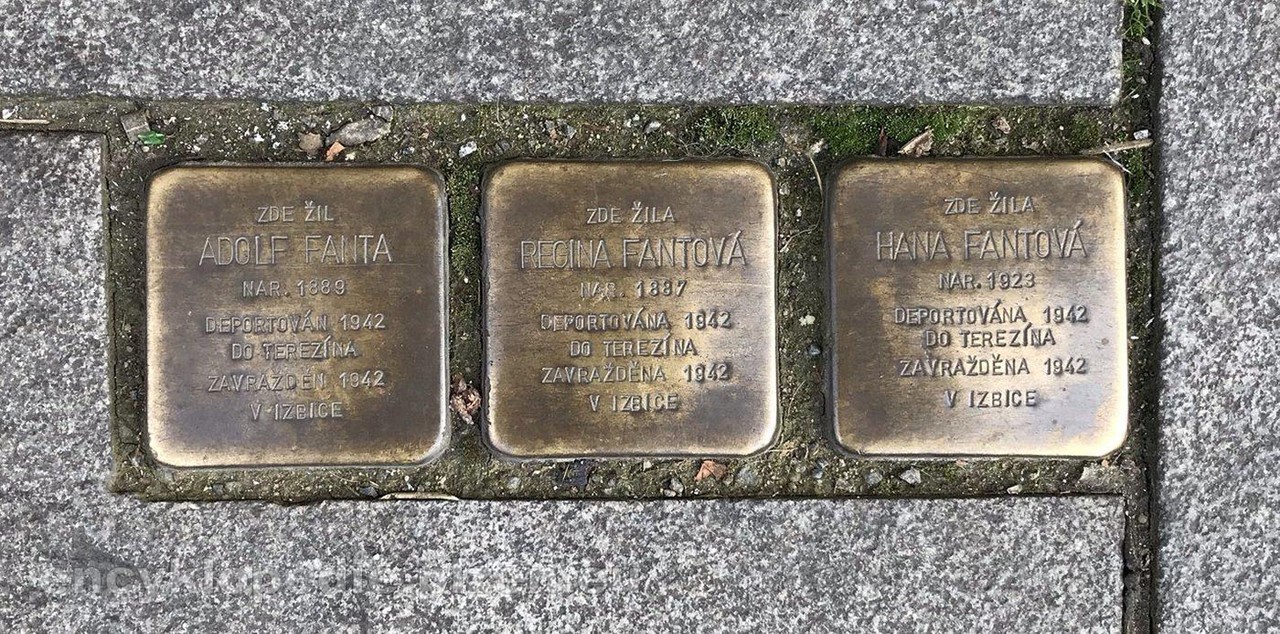 ZDE ŽIL
ADOLF FANTA
NAR. 1889
DEPORTOVÁN 1942
DO TEREZÍNA
ZAVRAŽDĚN 1942
V IZBICE
ZDE ŽILA
REGINA FANTOVÁ
NAR. 1897
DEPORTOVÁNA 1942
DO TEREZÍNA
ZAVRAŽDĚNA 1942
V IZBICE
ZDE ŽILA
HANA FANTOVÁ
NAR. 1923
DEPORTOVÁNA 1942
DO TEREZÍNA
ZAVRAŽDĚNA 1942
V IZBICE